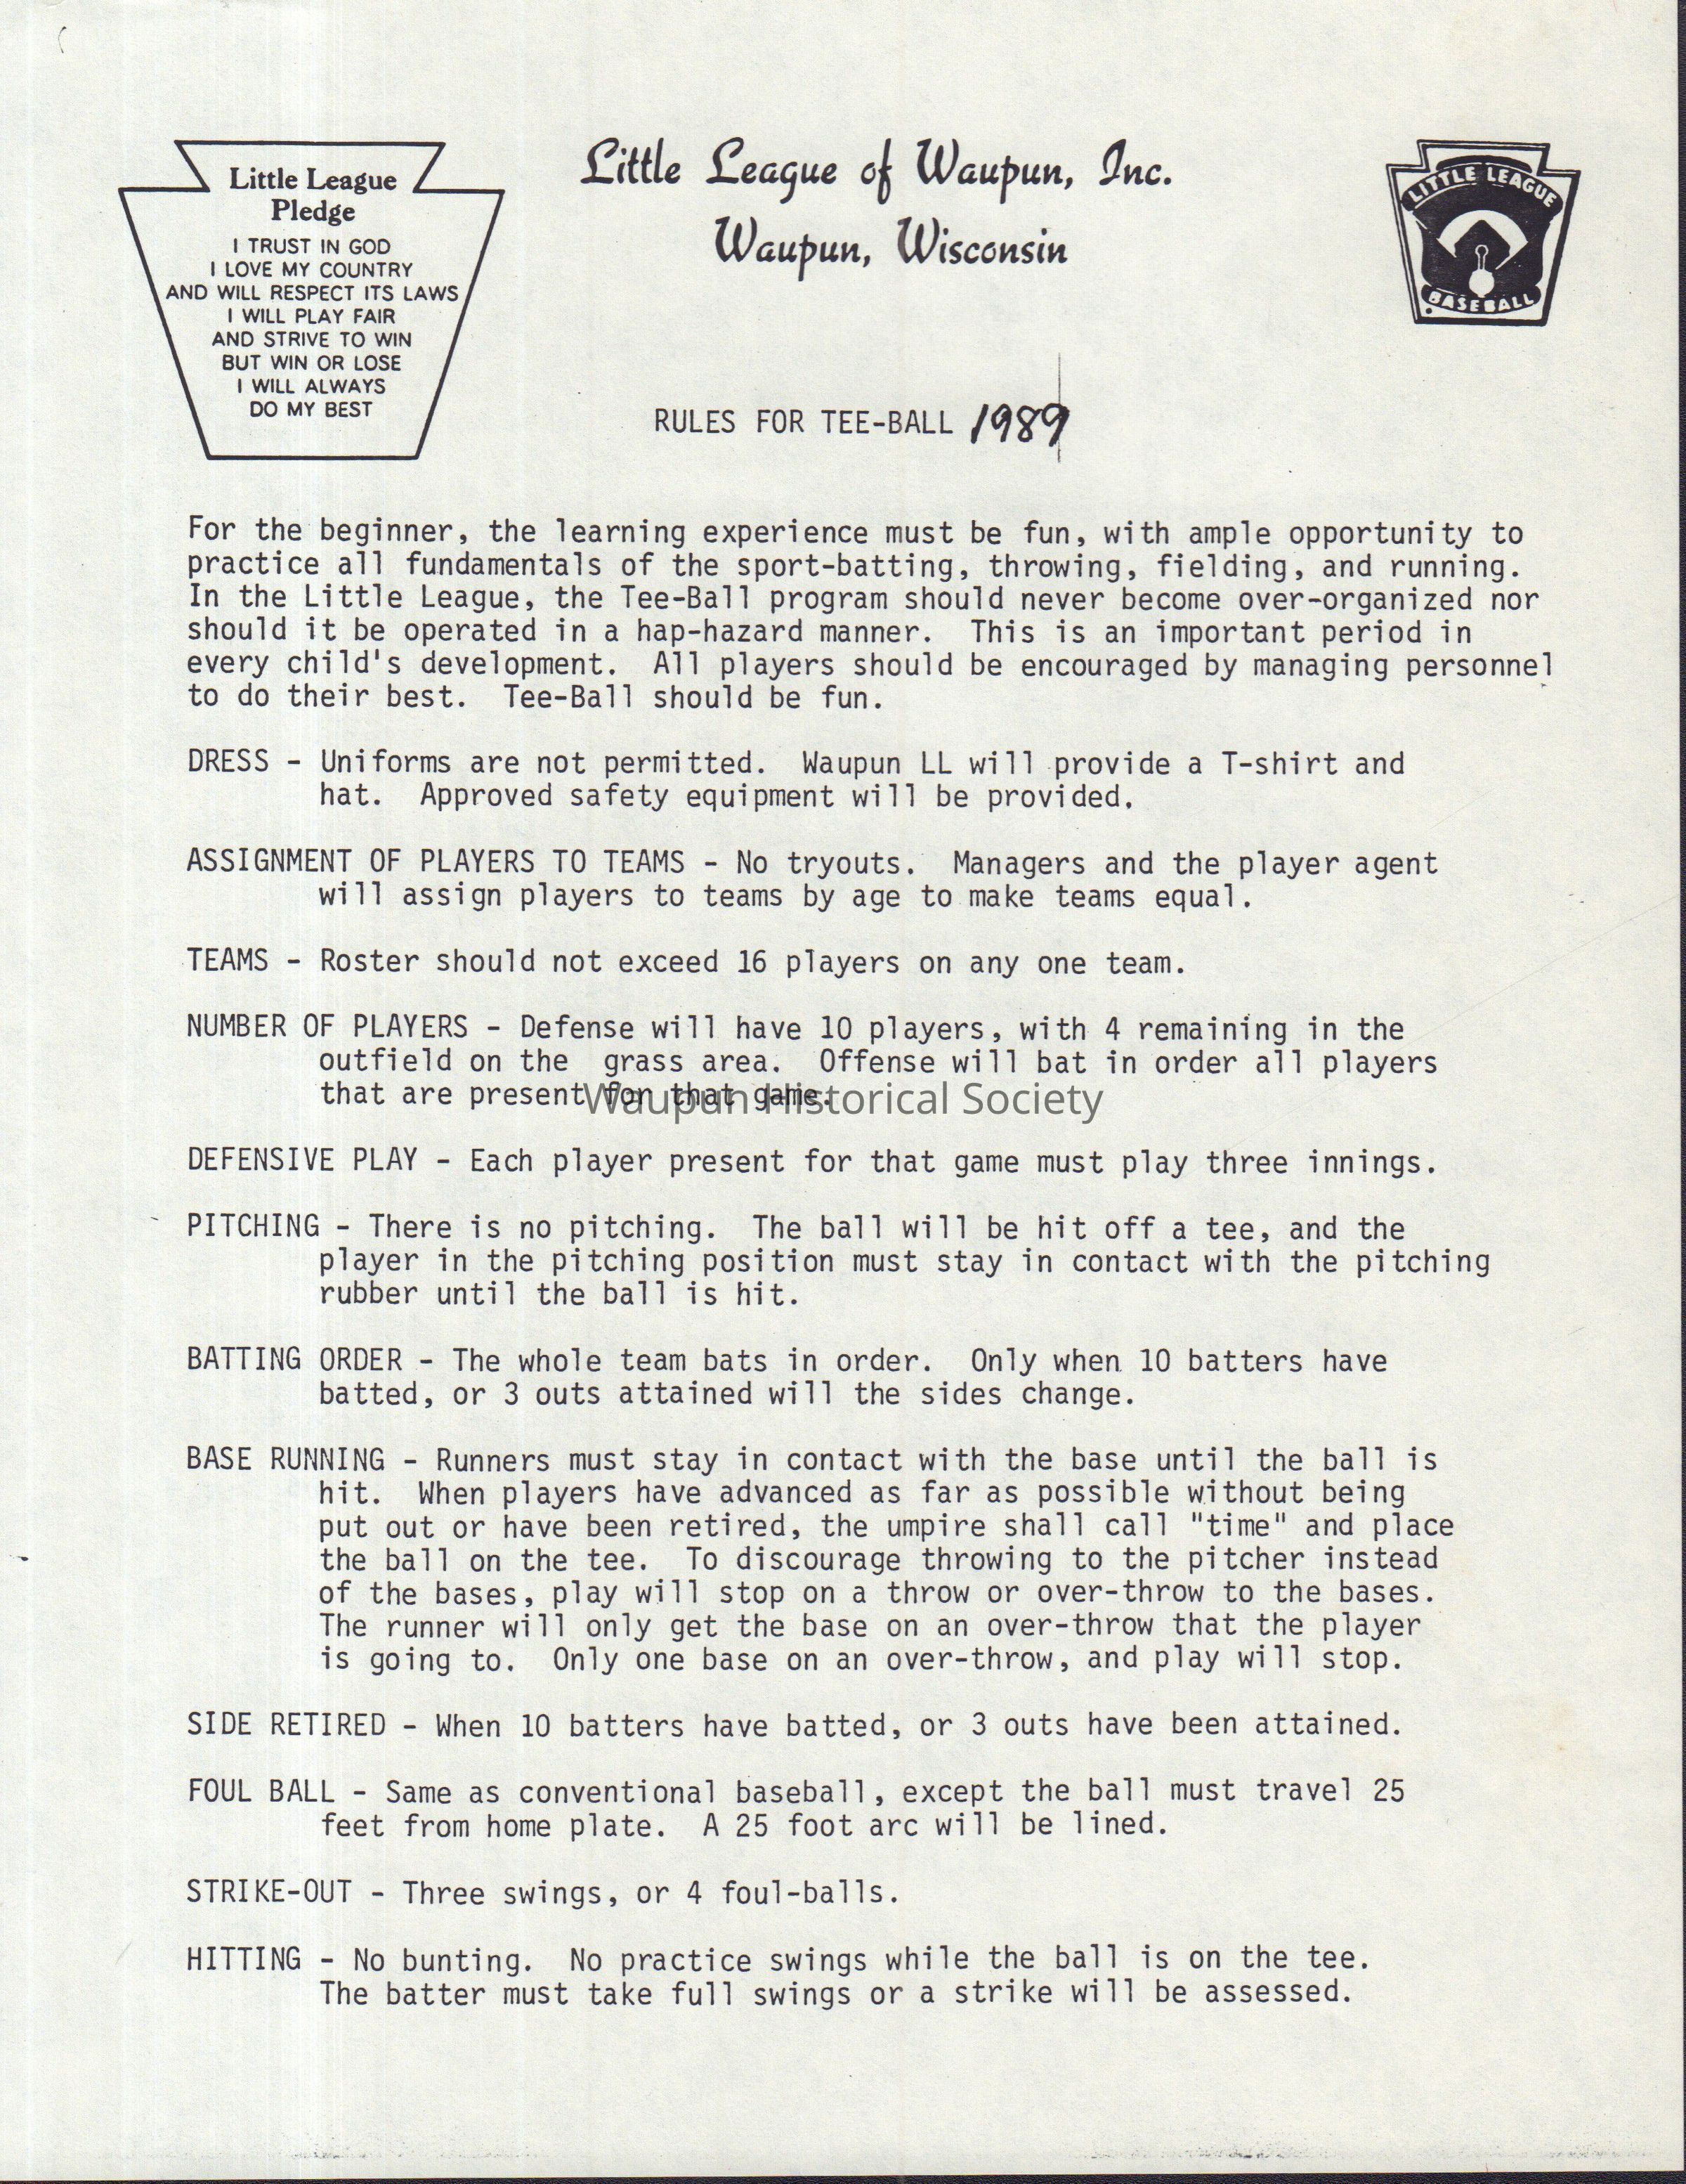 Little League
Pledge
I TRUST IN GOD
I LOVE MY COUNTRY
AND WILL RESPECT ITS LAWS
I WILL PLAY FAIR
AND STRIVE TO WIN
BUT WIN OR LOSE
I WILL ALWAYS
DO MY BEST
Little League of Waupun, Inc.
Waupun, Wisconsin
LITTLE LEAGUE
BASEBALL
RULES FOR TEE-BALL 1989
For the beginner, the learning experience must be fun, with ample opportunity to
practice all fundamentals of the sport-batting, throwing, fielding, and running.
In the Little League, the Tee-Ball program should never become over-organized nor
should it be operated in a hap-hazard manner.  This is an important period in
every child's development.  All players should be encouraged by managing personnel
to do their best.  Tee-Ball should be fun.
DRESS - Uniforms are not permitted.  Waupun LL will provide a T-shirt and
hat.  Approved safety equipment will be provided.
ASSIGNMENT OF PLAYERS TO TEAMS - No tryouts.  Managers and the player agent
will assign players to teams by age to make teams equal.
TEAMS - Roster should not exceed 16 players on any one team.
NUMBER OF PLAYERS - Defense will have 10 players, with 4 remaining in the
outfield on the  grass area.  Offense will bat in order all players
that are present for that game.
Waupun Historical Society
DEFENSIVE PLAY - Each player present for that game must play three innings.
PITCHING - There is no pitching.  The ball will be hit off a tee, and the
player in the pitching position must stay in contact with the pitching
rubber until the ball is hit.
BATTING ORDER - The whole team bats in order.  Only when 10 batters have
batted, or 3 outs attained will the sides change.
BASE RUNNING - Runners must stay in contact with the base until the ball is
hit.  When players have advanced as far as possible without being
put out or have been retired, the umpire shall call "time" and place
the ball on the tee.  To discourage throwing to the pitcher instead
of the bases, play will stop on a throw or over-throw to the bases.
The runner will only get the base on an over-throw that the player
is going to.  Only one base on an over-throw, and play will stop.
SIDE RETIRED - When 10 batters have batted, or 3 outs have been attained.
FOUL BALL - Same as conventional baseball, except the ball must travel 25
feet from home plate.  A 25 foot arc will be lined.
STRIKE-OUT - Three swings, or 4 foul-balls.
HITTING - No bunting.  No practice swings while the ball is on the tee.
The batter must take full swings or a strike will be assessed.